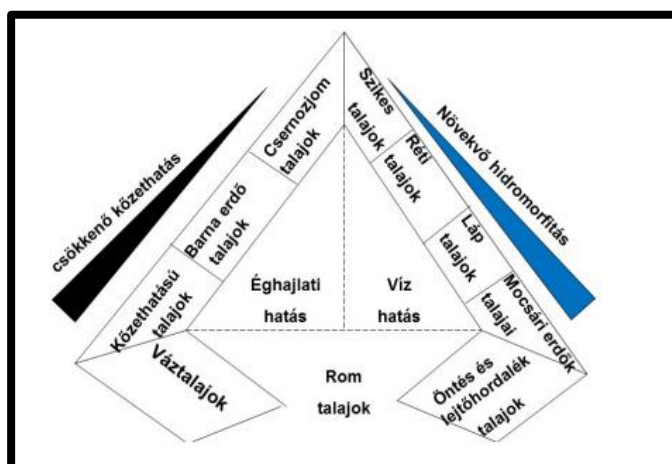 csökkenő kőzethatás
Csernozjom
talajok
Barna erdő
talajok
Kőzethatású
talajok
Váztalajok
Szikes
talajok
Réti
talajok
Láp
talajok
Mocsári erdők
talajai
Növekvő hidromorfitás
Éghajlati
hatás
Víz
hatás
Rom
talajok
Öntés és
lejtőhordalék
talajok